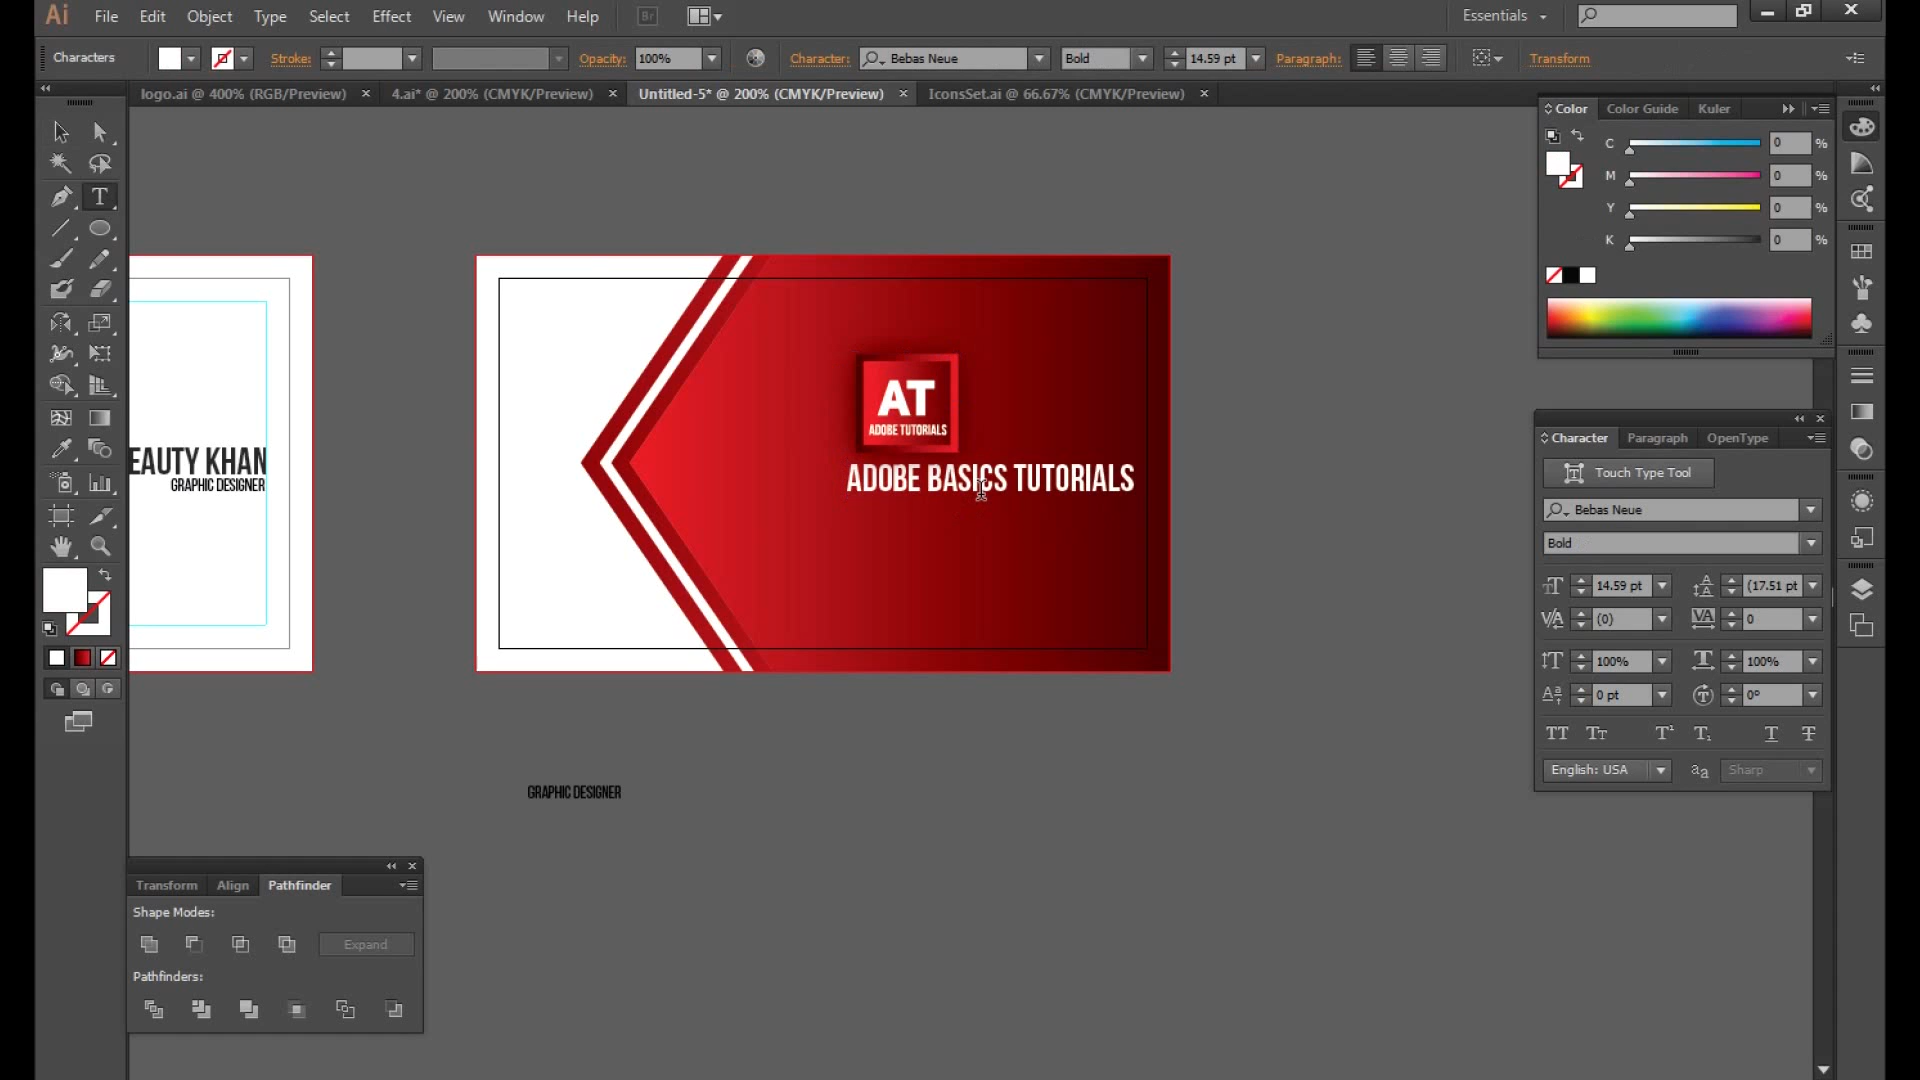 Ai File Edit Object Type Select Effect View Window Help Br Essentials
Characters Stroke: Opacity: 100% Character: Bebas Neue Bold 14.59 pt Paragraph: Transform
logo.ai @ 400% (RGB/Preview) × 4.ai* @ 200% (CMYK/Preview) × Untitled-5* @ 200% (CMYK/Preview) × IconsSet.ai @ 66.67% (CMYK/Preview) ×
Color Color Guide Kuler
C 0 %
M 0 %
Y 0 %
K 0 %
AT
ADOBE TUTORIALS
ADOBE BASICS TUTORIALS
EAUTY KHAN
GRAPHIC DESIGNER
GRAPHIC DESIGNER
Character Paragraph OpenType
Touch Type Tool
Bebas Neue
Bold
14.59 pt (17.51 pt
(0) 0
100% 100%
0 pt 0°
English: USA Sharp
Transform Align Pathfinder
Shape Modes:
Expand
Pathfinders: